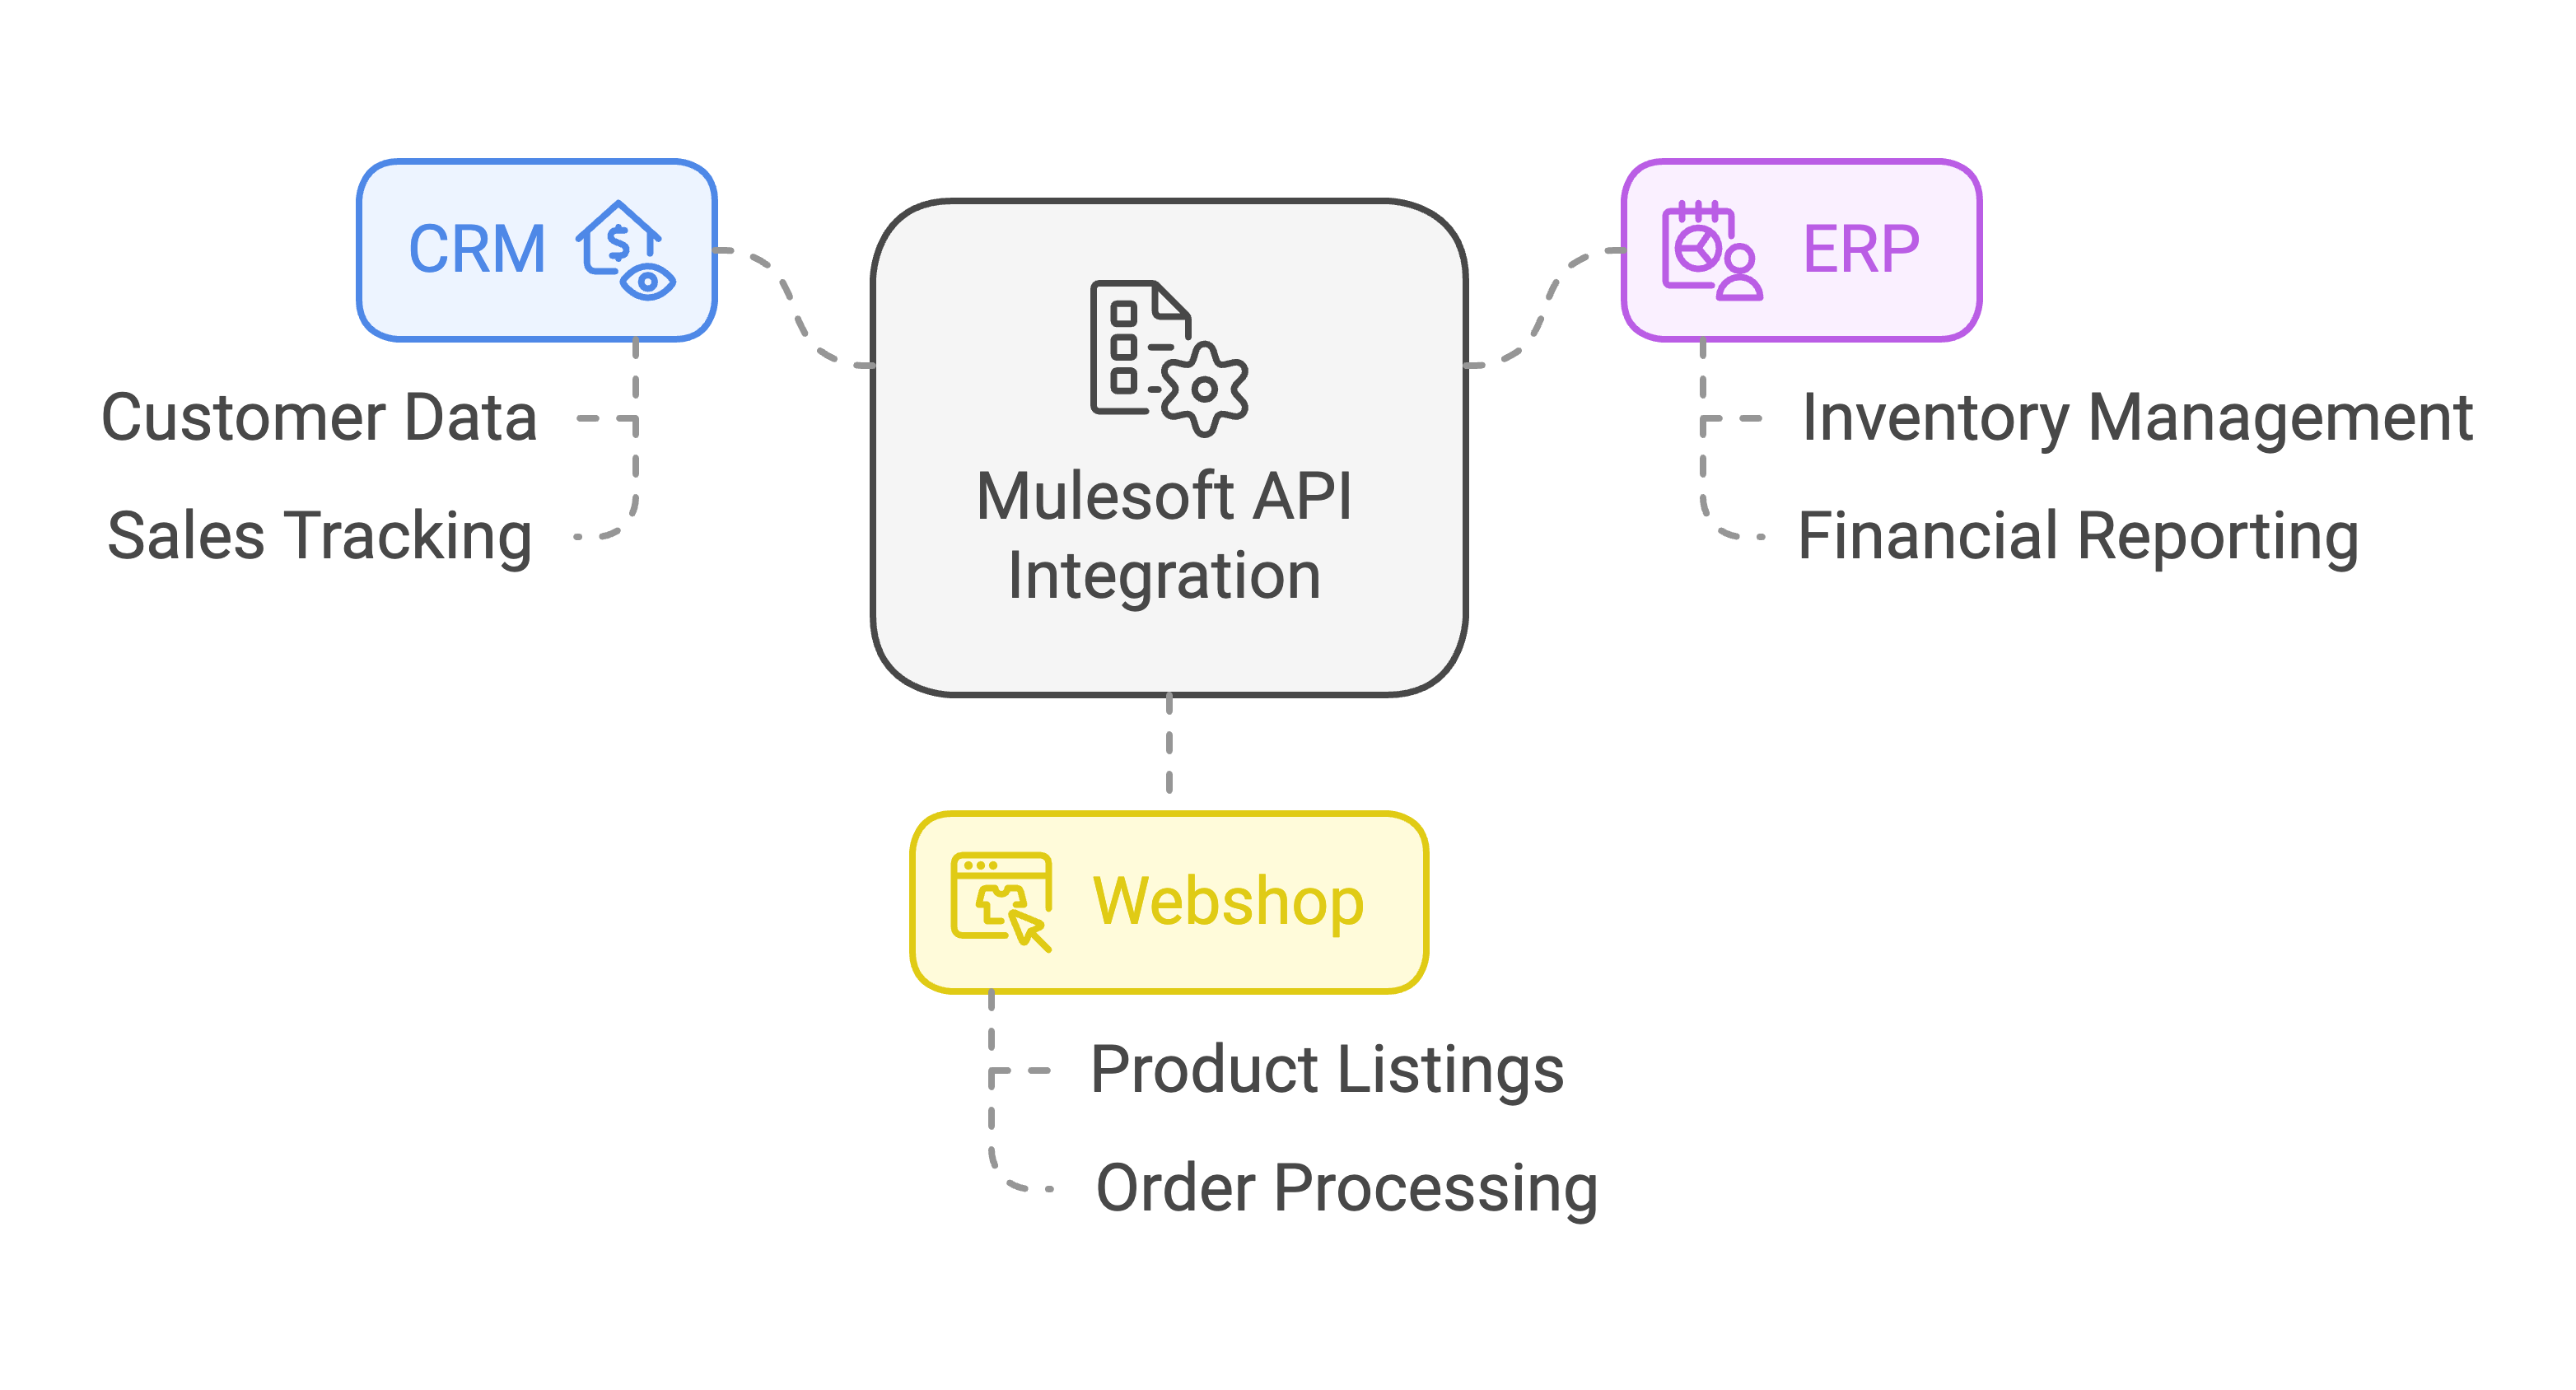 CRM
Customer Data
Sales Tracking
Mulesoft API
Integration
ERP
Inventory Management
Financial Reporting
Webshop
Product Listings
Order Processing